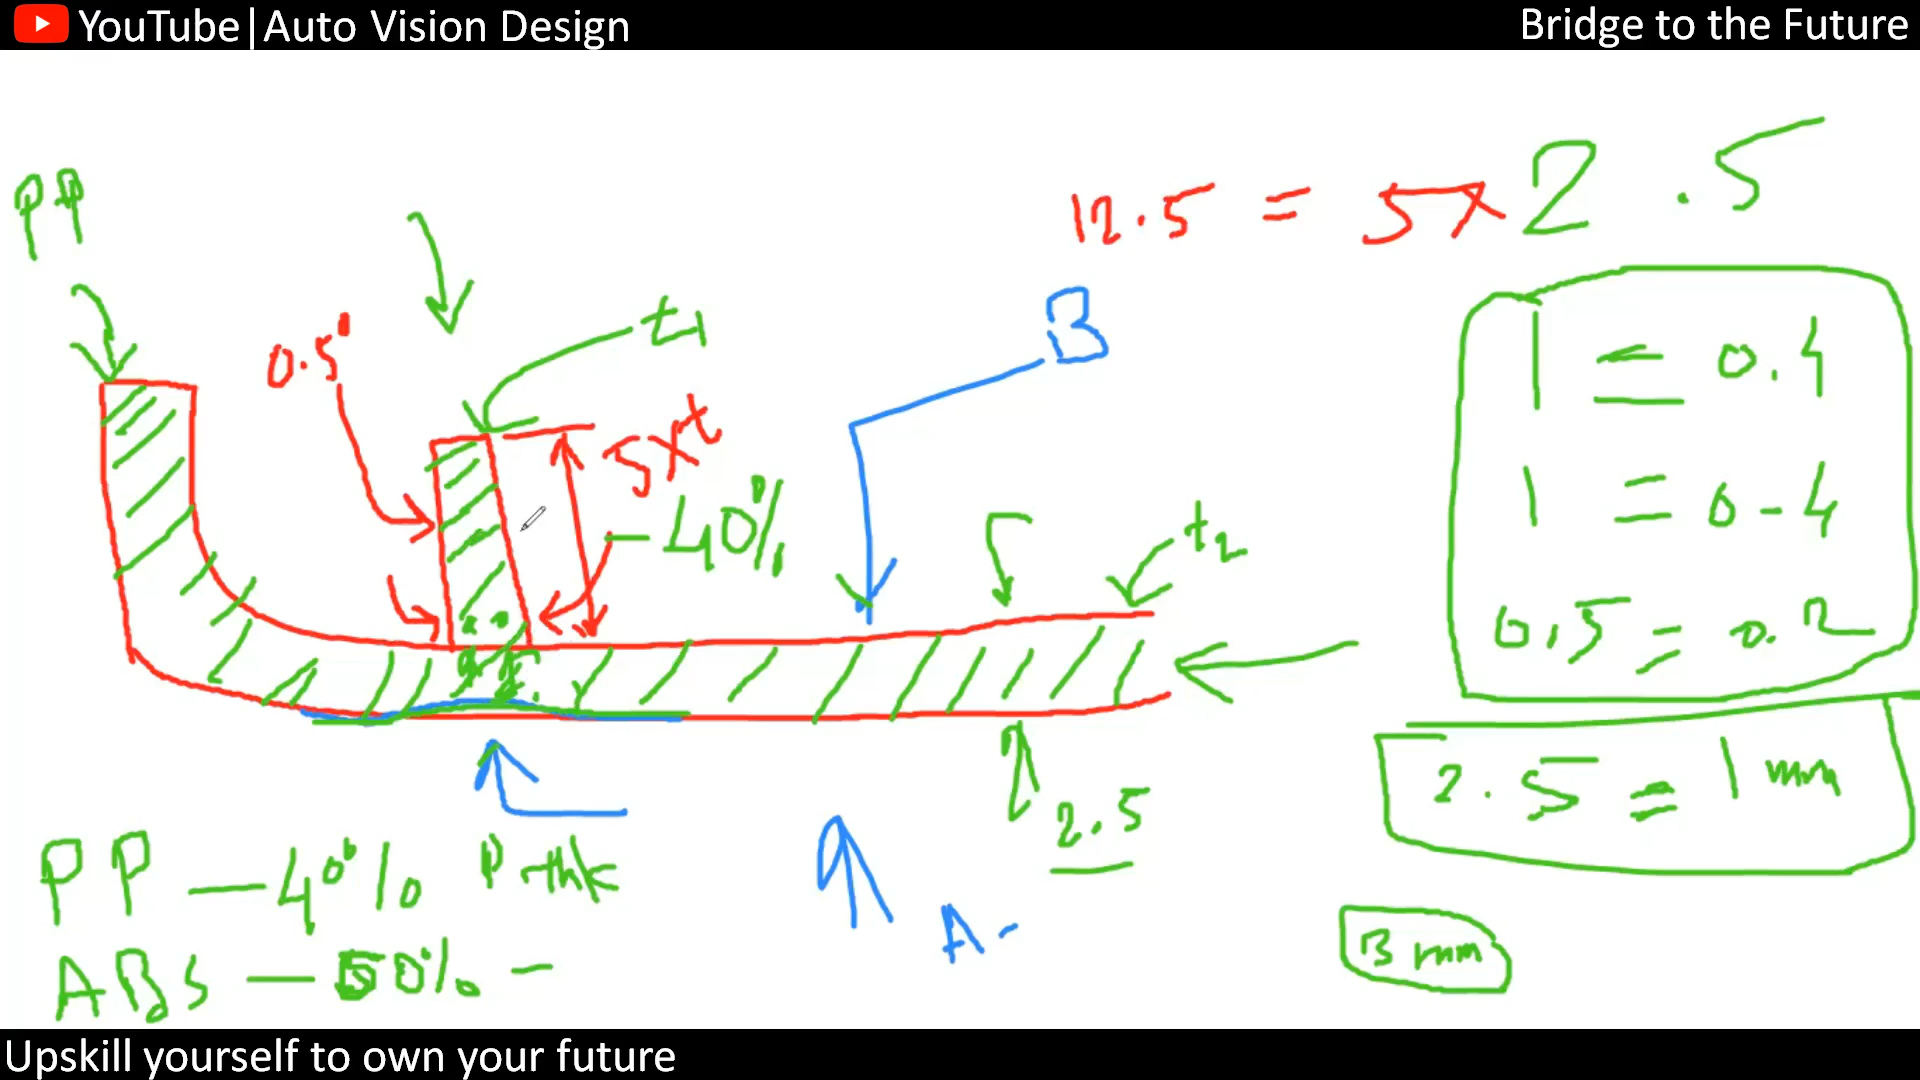 YouTube|Auto Vision Design
Bridge to the Future
PP
12.5 = 5x2.5
t1
B
0.5°
5xt
40%
t2
1 = 0.4
1 = 0-4
0.5 = 0.2
2.5 = 1 mm
2.5
PP - 40% P-thk
ABS - 50% -
A-
3 mm
Upskill yourself to own your future